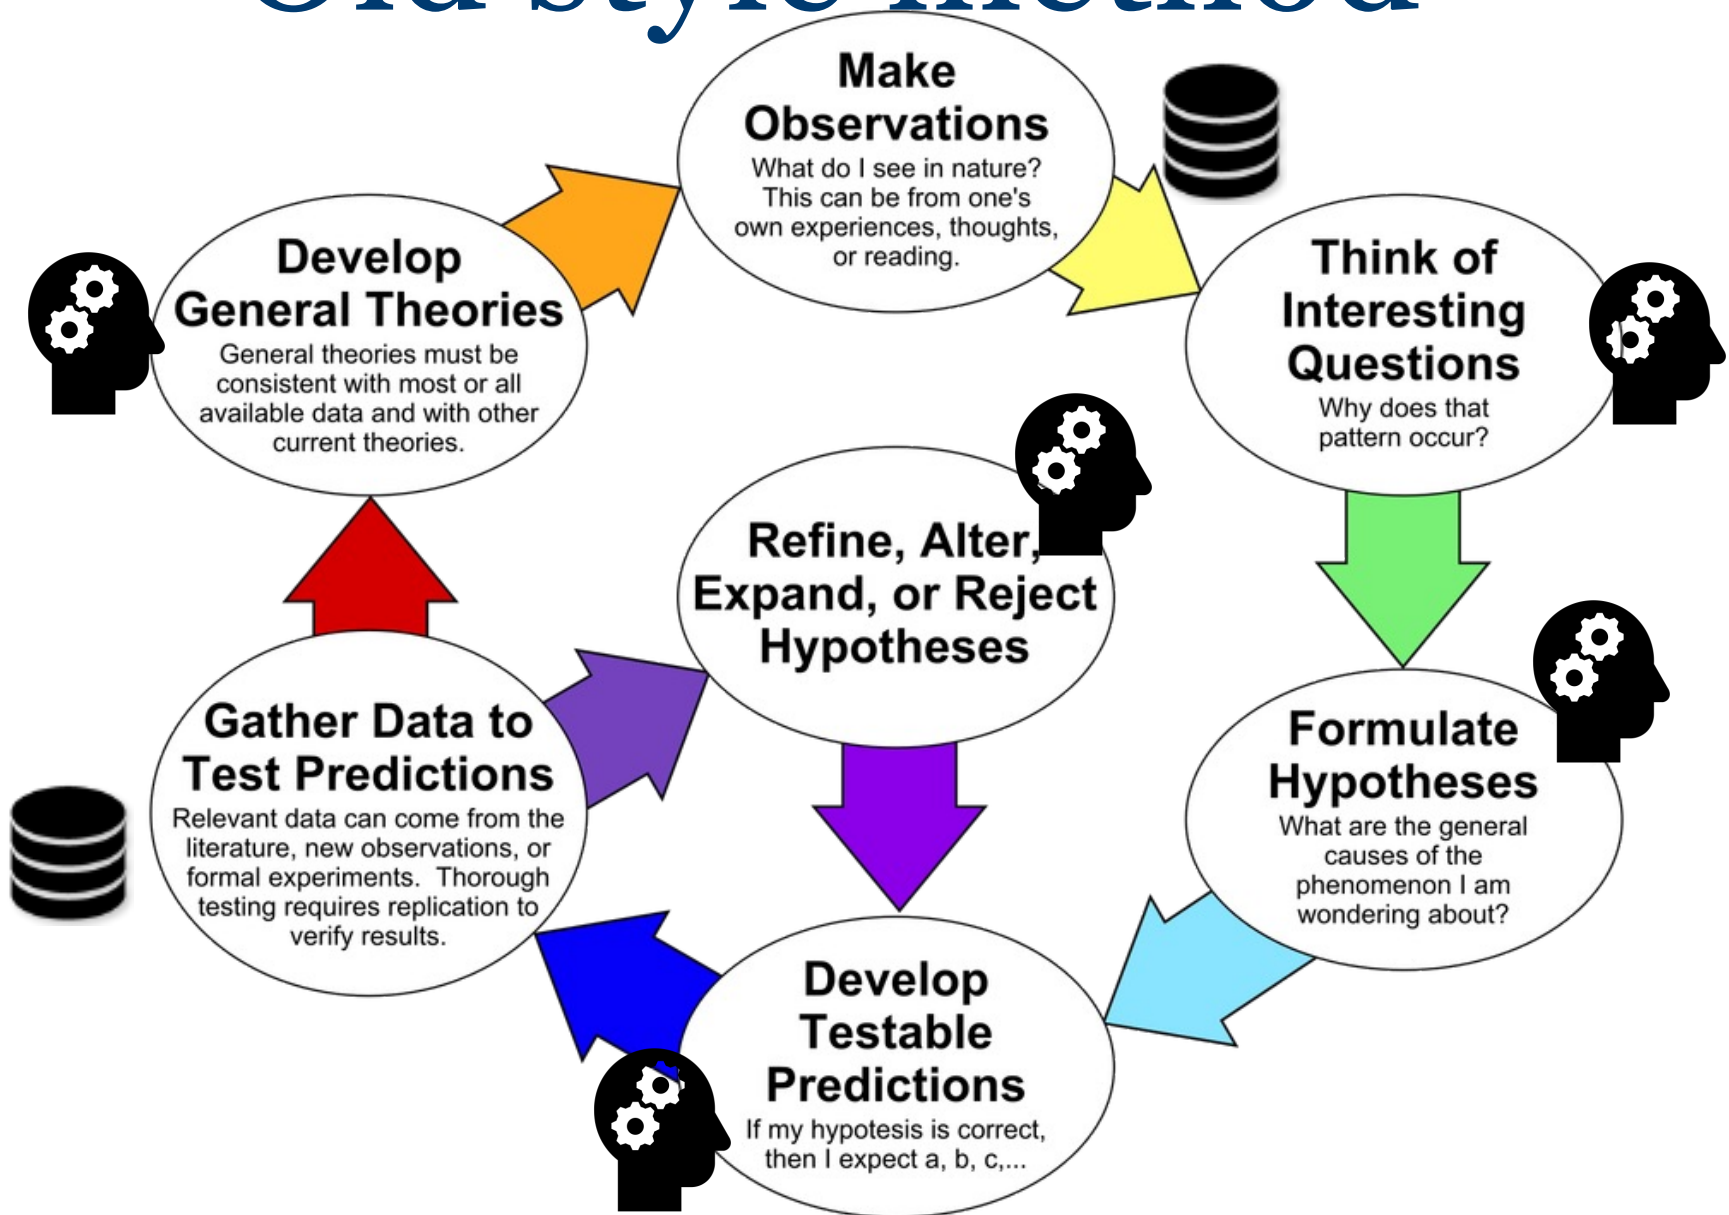 Old style method
Make
Observations
What do I see in nature?
This can be from one's
own experiences, thoughts,
or reading.
Think of
Interesting
Questions
Why does that
pattern occur?
Formulate
Hypotheses
What are the general
causes of the
phenomenon I am
wondering about?
Develop
Testable
Predictions
If my hypotesis is correct,
then I expect a, b, c,...
Gather Data to
Test Predictions
Relevant data can come from the
literature, new observations, or
formal experiments. Thorough
testing requires replication to
verify results.
Refine, Alter,
Expand, or Reject
Hypotheses
Develop
General Theories
General theories must be
consistent with most or all
available data and with other
current theories.